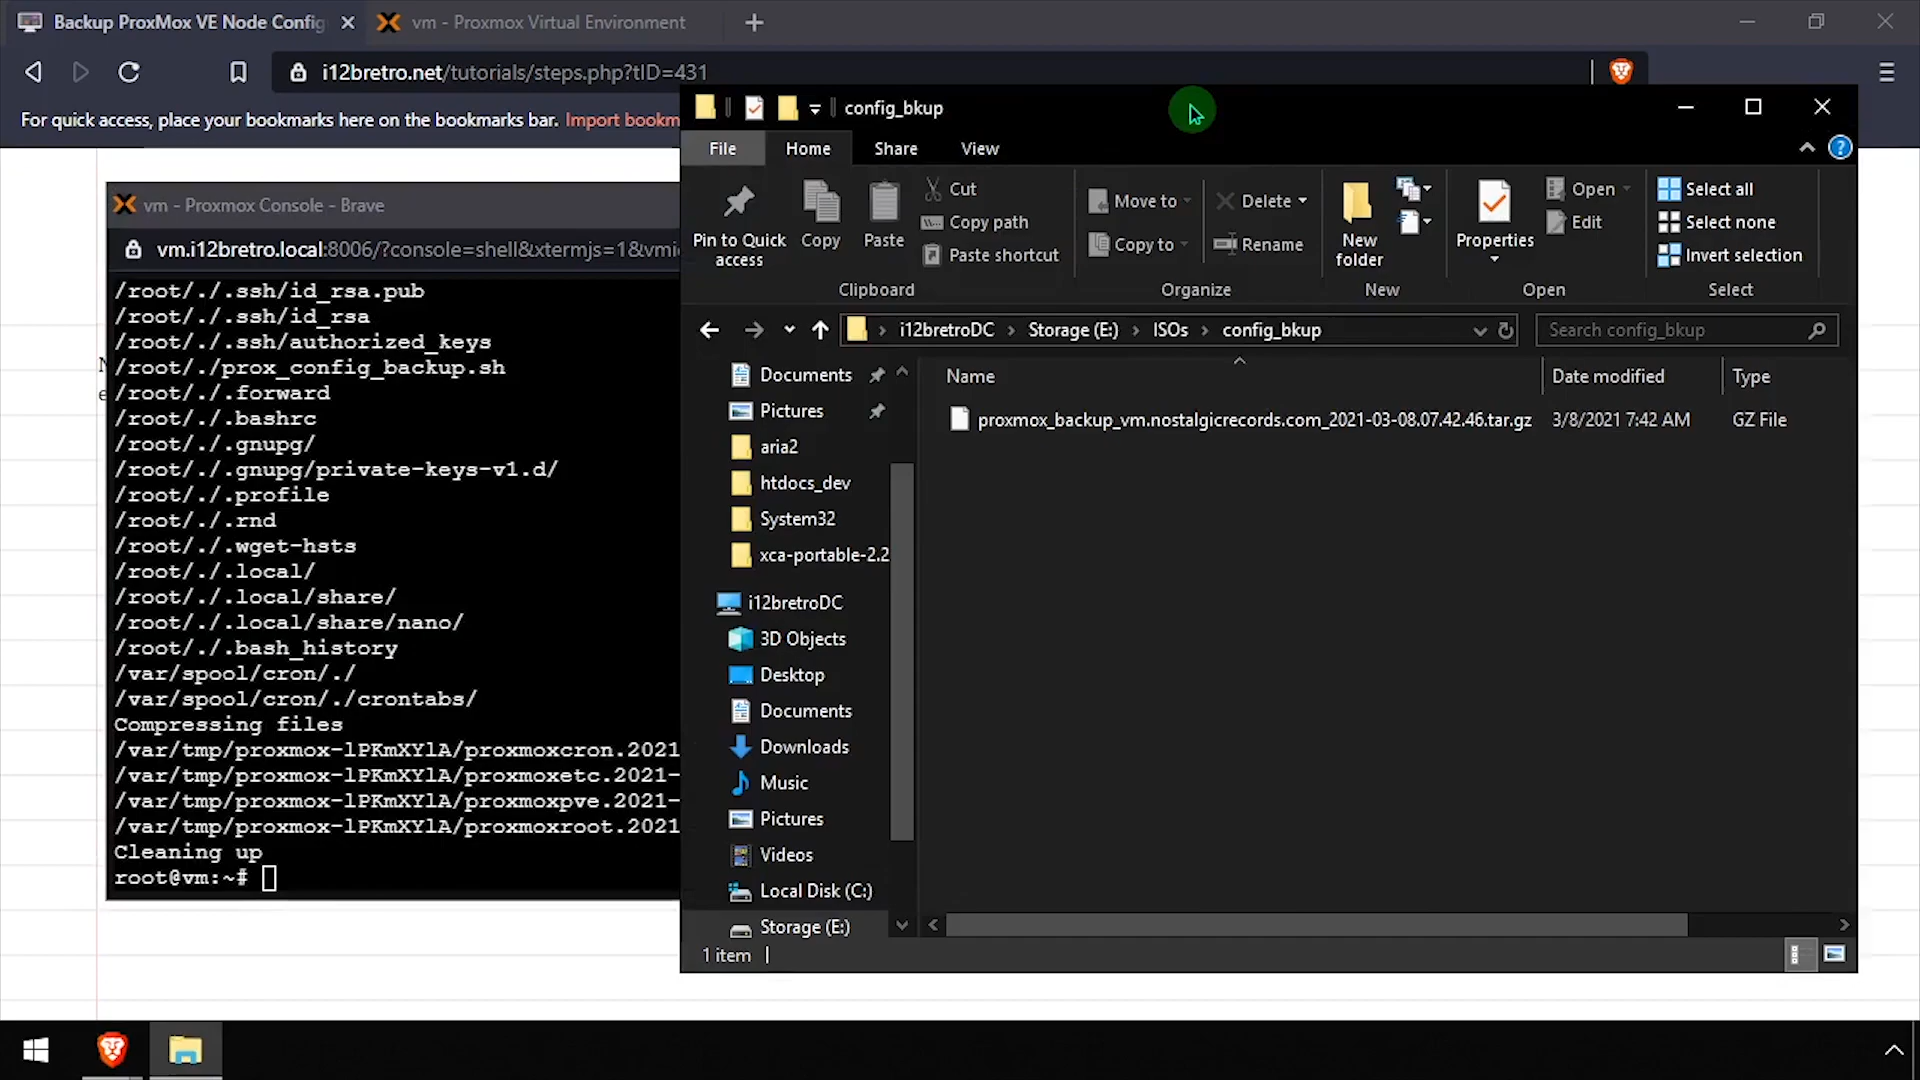 Backup ProxMox VE Node Config
vm - Proxmox Virtual Environment
i12bretro.net/tutorials/steps.php?tID=431
For quick access, place your bookmarks here on the bookmarks bar. Import bookm
vm - Proxmox Console - Brave
vm.i12bretro.local:8006/?console=shell&xtermjs=1&vmi
/root/././.ssh/id_rsa.pub
/root/././.ssh/id_rsa
/root/././.ssh/authorized_keys
/root/././prox_config_backup.sh
/root/././.forward
/root/././.bashrc
/root/././.gnupg/
/root/././.gnupg/private-keys-v1.d/
/root/././.profile
/root/././.rnd
/root/././.wget-hsts
/root/././.local/
/root/././.local/share/
/root/././.local/share/nano/
/root/././.bash_history
/var/spool/cron/./
/var/spool/cron/./crontabs/
Compressing files
/var/tmp/proxmox-lPKmXYlA/proxmoxcron.2021
/var/tmp/proxmox-lPKmXYlA/proxmoxetc.2021-
/var/tmp/proxmox-lPKmXYlA/proxmoxpve.2021-
/var/tmp/proxmox-lPKmXYlA/proxmoxroot.2021
Cleaning up
root@vm:~#
config_bkup
File Home Share View
Pin to Quick access
Copy
Paste
Cut
Copy path
Paste shortcut
Clipboard
Move to
Copy to
Delete
Rename
Organize
New folder
New
Properties
Open
Edit
Open
Select all
Select none
Invert selection
Select
i12bretroDC > Storage (E:) > ISOs > config_bkup
Search config_bkup
Documents
Pictures
aria2
htdocs_dev
System32
xca-portable-2.2
i12bretroDC
3D Objects
Desktop
Documents
Downloads
Music
Pictures
Videos
Local Disk (C:)
Storage (E:)
Name Date modified Type
proxmox_backup_vm.nostalgicrecords.com_2021-03-08.07.42.46.tar.gz 3/8/2021 7:42 AM GZ File
1 item